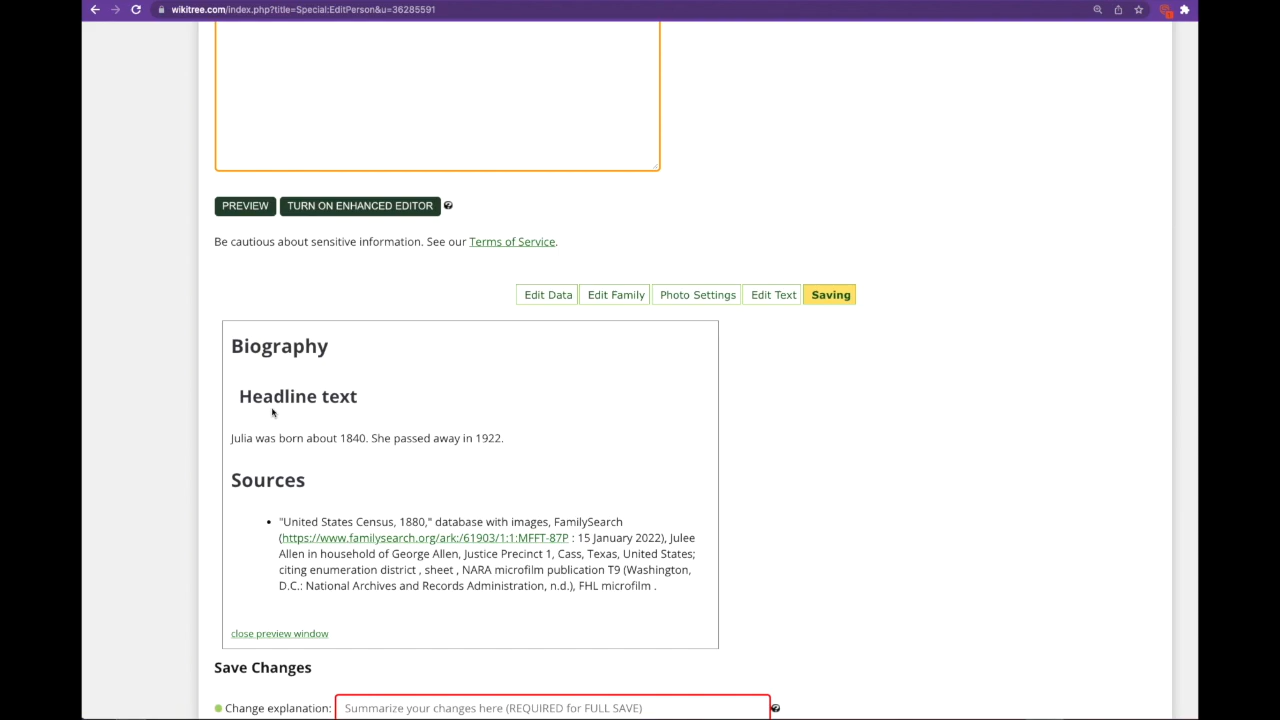 wikitree.com/index.php?title=Special:EditPerson&u=36285591
PREVIEW TURN ON ENHANCED EDITOR
Be cautious about sensitive information. See our Terms of Service.
Edit Data Edit Family Photo Settings Edit Text Saving
Biography
Headline text
Julia was born about 1840. She passed away in 1922.
Sources
"United States Census, 1880," database with images, FamilySearch
(https://www.familysearch.org/ark:/61903/1:1:MFFT-87P : 15 January 2022), Julee
Allen in household of George Allen, Justice Precinct 1, Cass, Texas, United States;
citing enumeration district , sheet , NARA microfilm publication T9 (Washington,
D.C.: National Archives and Records Administration, n.d.), FHL microfilm .
close preview window
Save Changes
Change explanation: Summarize your changes here (REQUIRED for FULL SAVE)